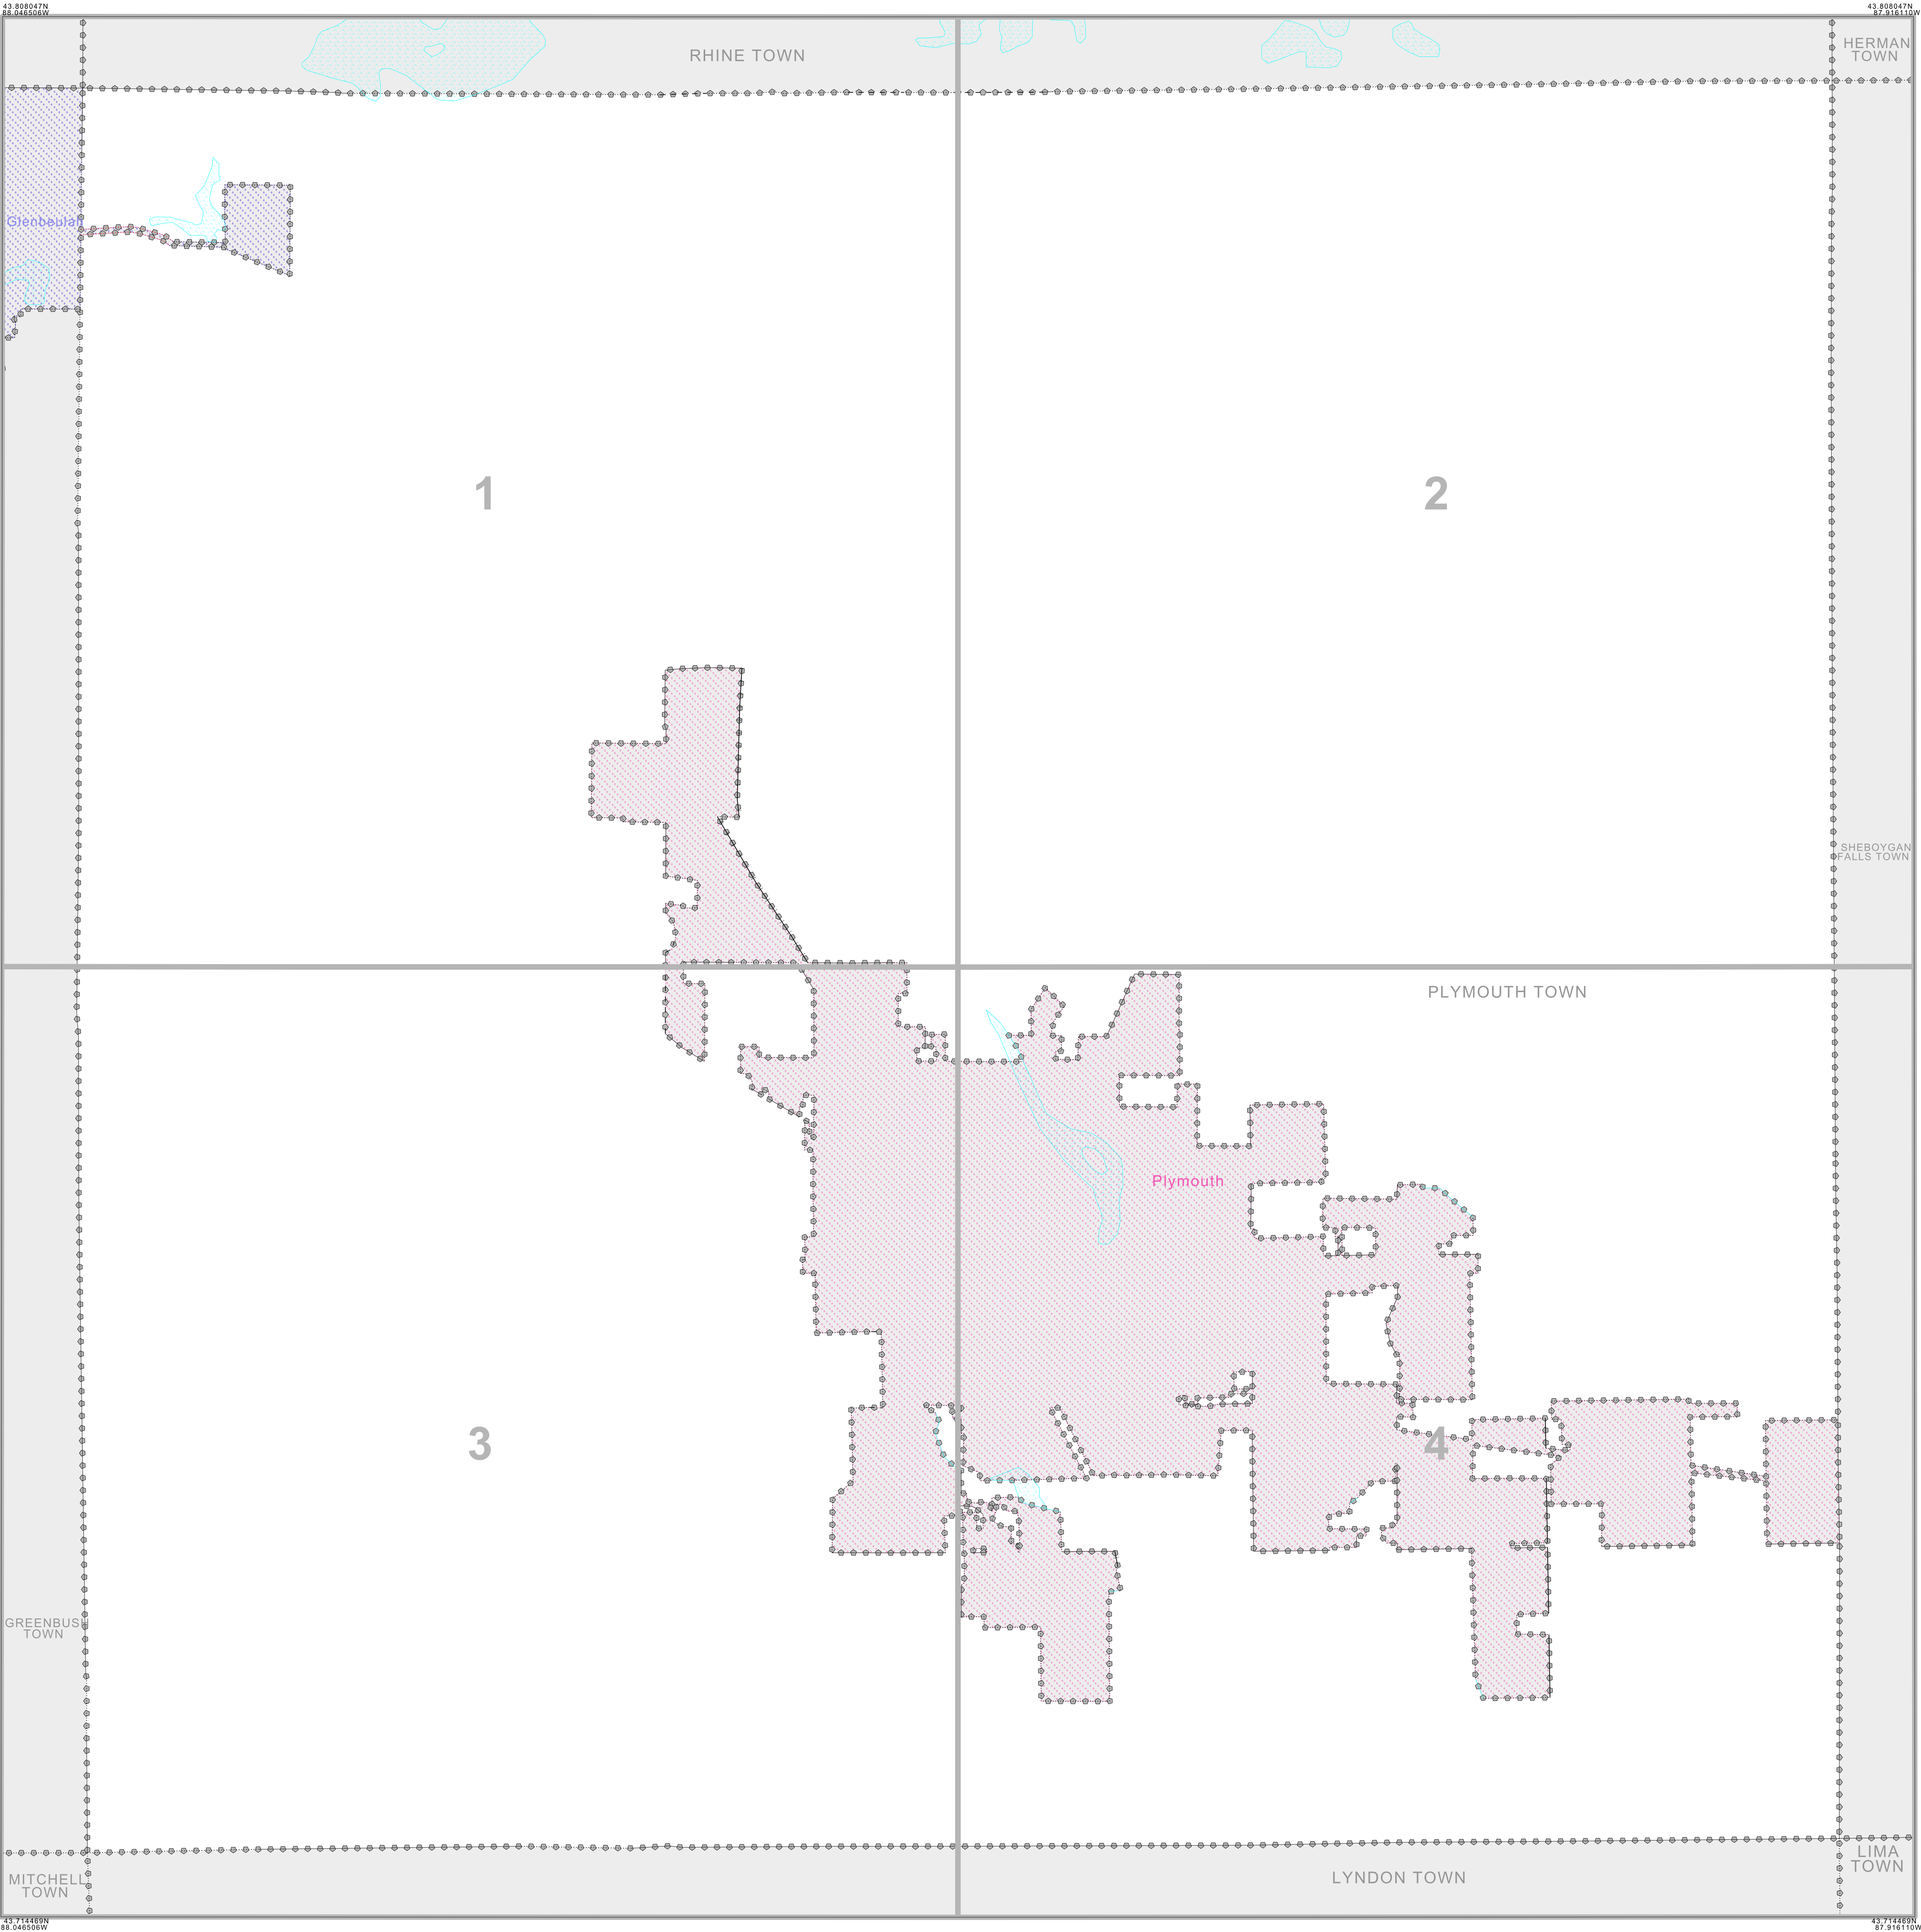 43.808047N
88.046506W
43.808047N
87.916110W
RHINE TOWN
HERMAN
TOWN
Glenbeulah
1
2
SHEBOYGAN
FALLS TOWN
PLYMOUTH TOWN
Plymouth
3
4
GREENBUSH
TOWN
MITCHELL
TOWN
LYNDON TOWN
LIMA
TOWN
43.714469N
88.046506W
43.714469N
87.916110W